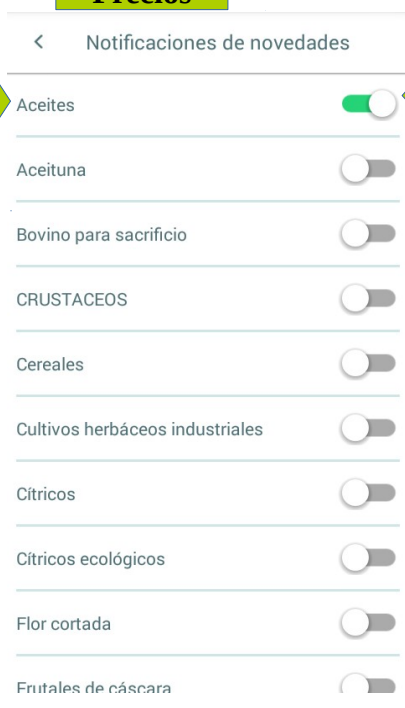 Precios
Notificaciones de novedades
Aceites
Aceituna
Bovino para sacrificio
CRUSTACEOS
Cereales
Cultivos herbáceos industriales
Cítricos
Cítricos ecológicos
Flor cortada
Frutales de cáscara